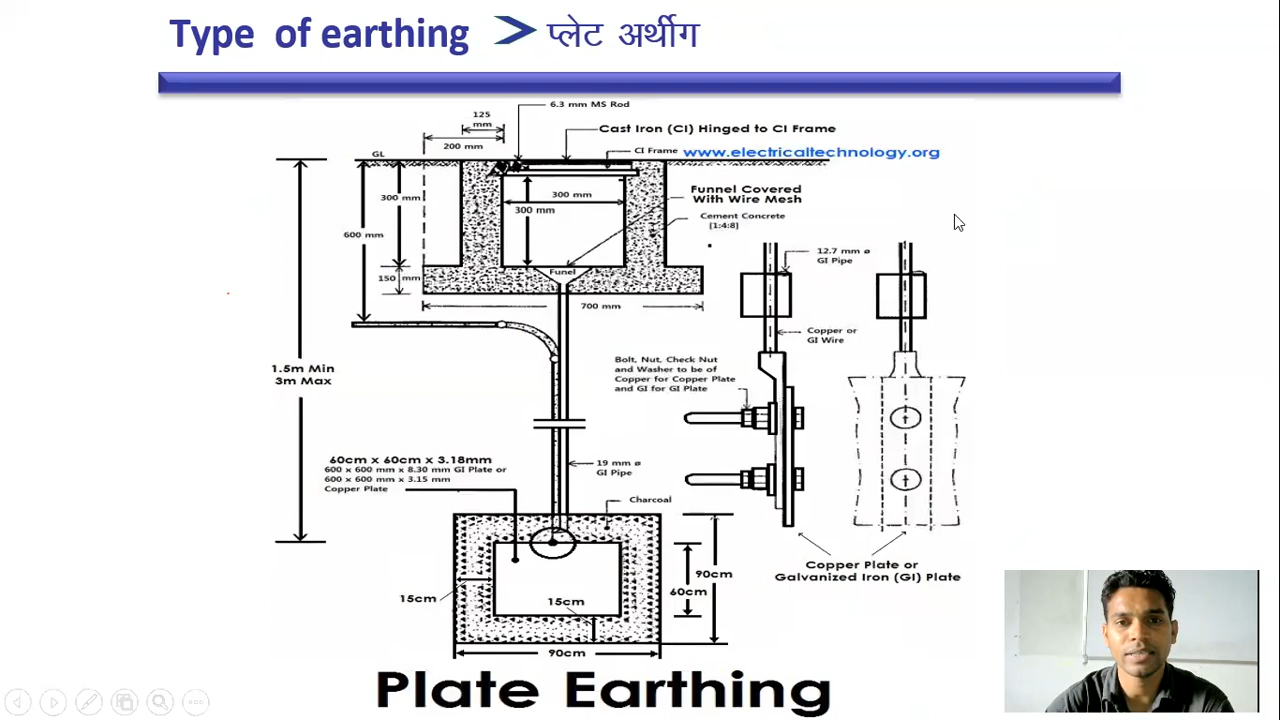 Type of earthing > प्लेट अर्थीग
6.3 mm MS Rod
125
mm
Cast Iron (CI) Hinged to CI Frame
200 mm
GL
CI Frame
www.electricaltechnology.org
300 mm
300 mm
300 mm
600 mm
Funnel Covered
With Wire Mesh
Cement Concrete
[1:4:8]
Funel
150 mm
700 mm
12.7 mm ø
GI Pipe
Copper or
GI Wire
1.5m Min
3m Max
Bolt, Nut, Check Nut
and Washer to be of
Copper for Copper Plate
and GI for GI Plate
60cm x 60cm x 3.18mm
600 x 600 mm x 8.30 mm GI Plate or
600 x 600 mm x 3.15 mm
Copper Plate
19 mm ø
GI Pipe
Charcoal
15cm
15cm
60cm
90cm
90cm
Copper Plate or
Galvanized Iron (GI) Plate
Plate Earthing